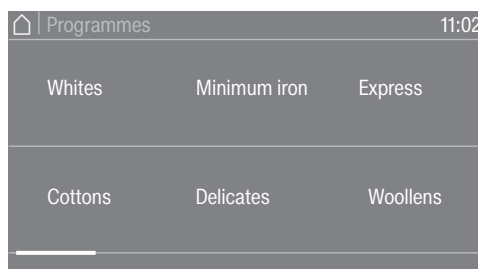 Programmes 11:02
Whites Minimum iron Express
Cottons Delicates Woollens